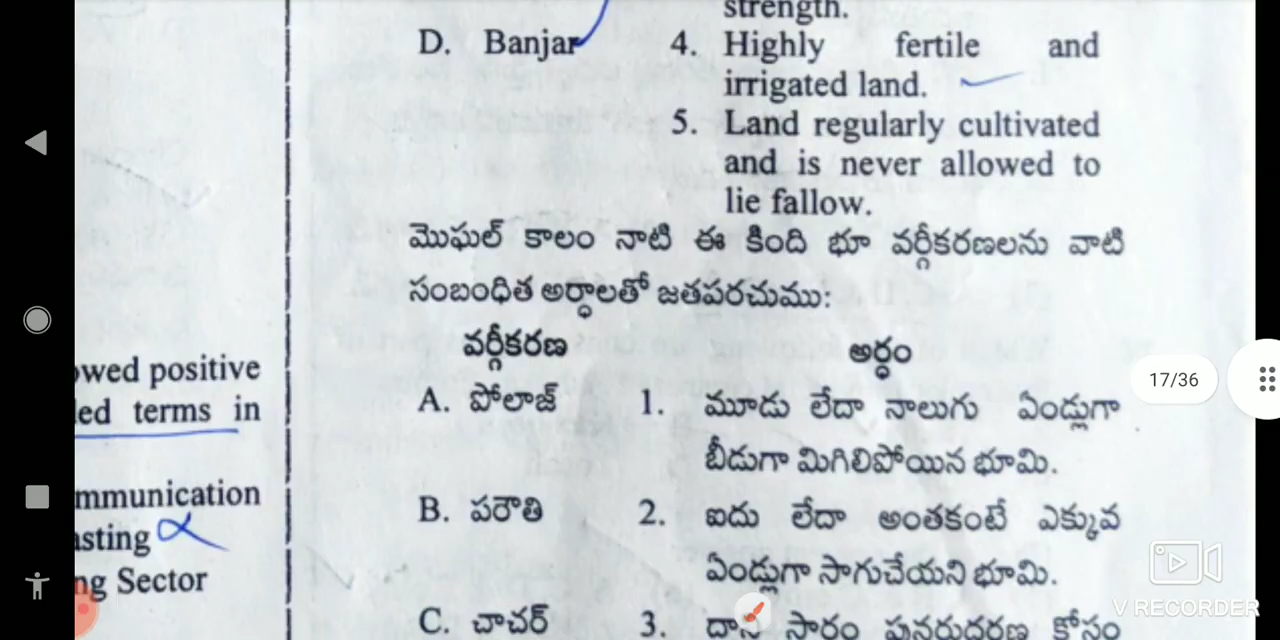 strength.
D. Banjar 4. Highly fertile and
irrigated land.
5. Land regularly cultivated
and is never allowed to
lie fallow.
మొఘల్ కాలం నాటి ఈ కింది భూ వర్గీకరణలను వాటి
సంబంధిత అర్ధాలతో జతపరచుము:
వర్గీకరణ అర్ధం
A. పోలాజ్ 1. మూడు లేదా నాలుగు ఏండ్లుగా
బీడుగా మిగిలిపోయిన భూమి.
B. పరౌతి 2. ఐదు లేదా అంతకంటే ఎక్కువ
ఏండ్లుగా సాగుచేయని భూమి.
C. చాచర్ 3. దాని సారం పునరుద్ధరణ కోసం
owed positive
led terms in
mmunication
asting
ng Sector
17/36
V RECORDER